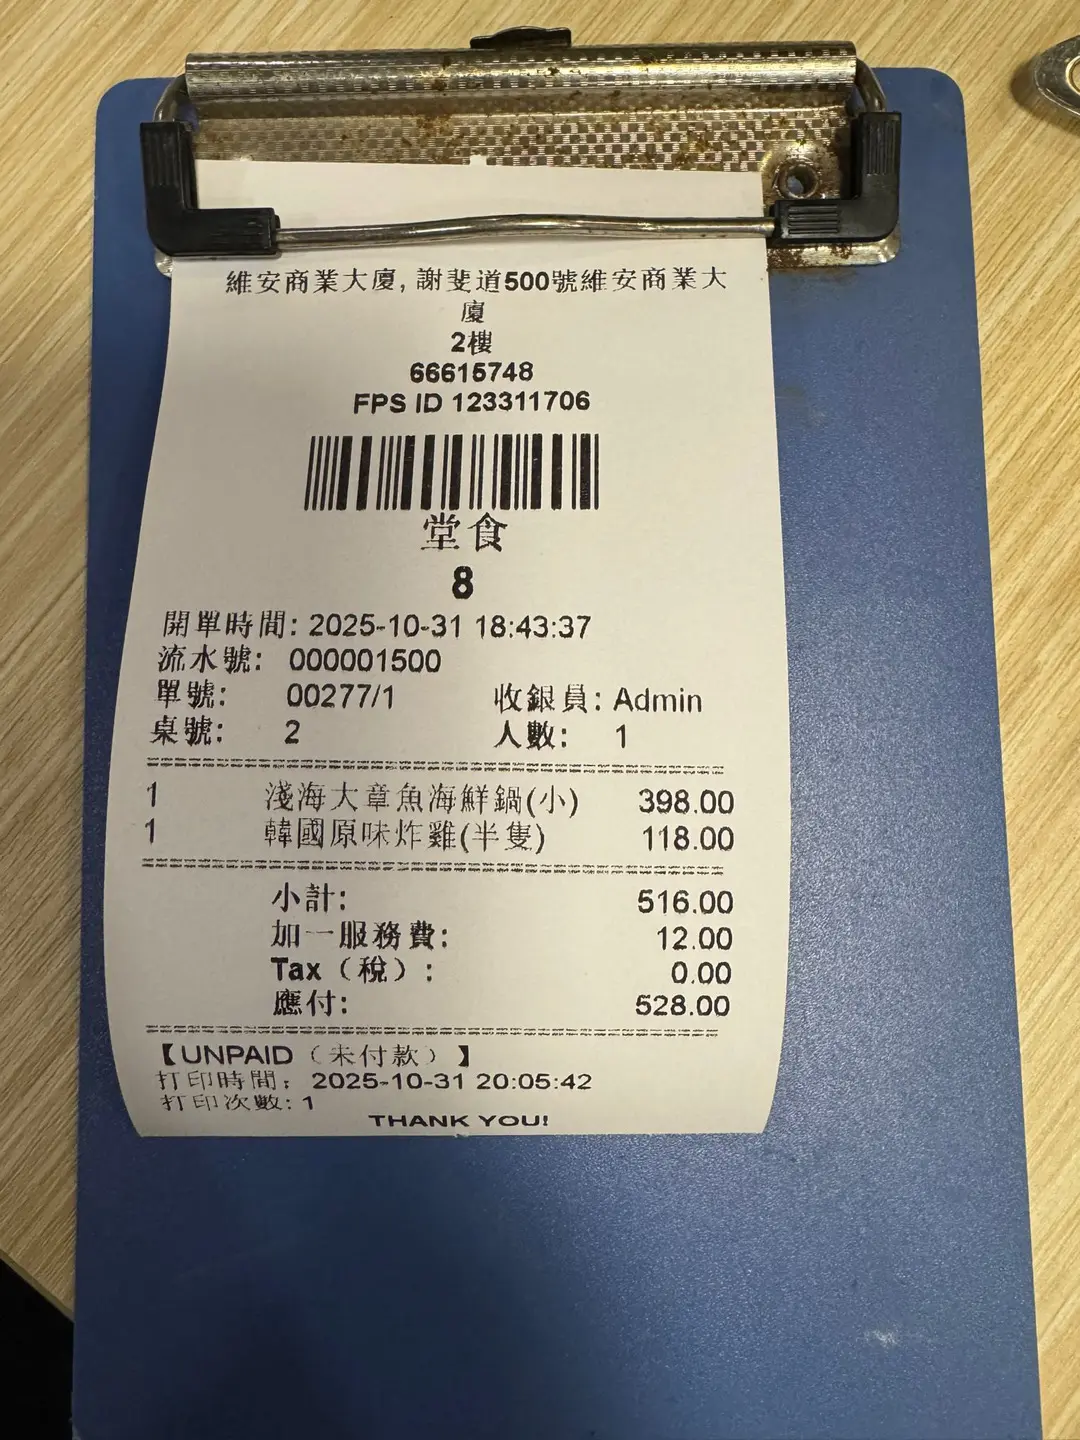 維安商業大廈, 謝斐道500號維安商業大
廈
2樓
66615748
FPS ID 123311706
堂食
8
開單時間: 2025-10-31 18:43:37
流水號: 000001500
單號: 00277/1 收銀員: Admin
桌號: 2 人數: 1
1 淺海大章魚海鮮鍋(小) 398.00
1 韓國原味炸雞(半隻) 118.00
小計: 516.00
加一服務費: 12.00
Tax（稅）: 0.00
應付: 528.00
【UNPAID（未付款）】
打印時間: 2025-10-31 20:05:42
打印次數: 1
THANK YOU!